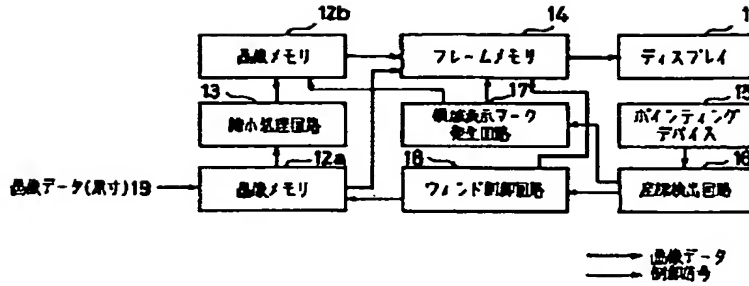 12b
14
画像メモリ
フレームメモリ
ディスプレイ
13
17
縮小処理回路
領域表示マーク
発生回路
ポインティング
デバイス
12a
18
画像データ(原寸)19
画像メモリ
ウィンド制御回路
座標検出回路
画像データ
制御信号